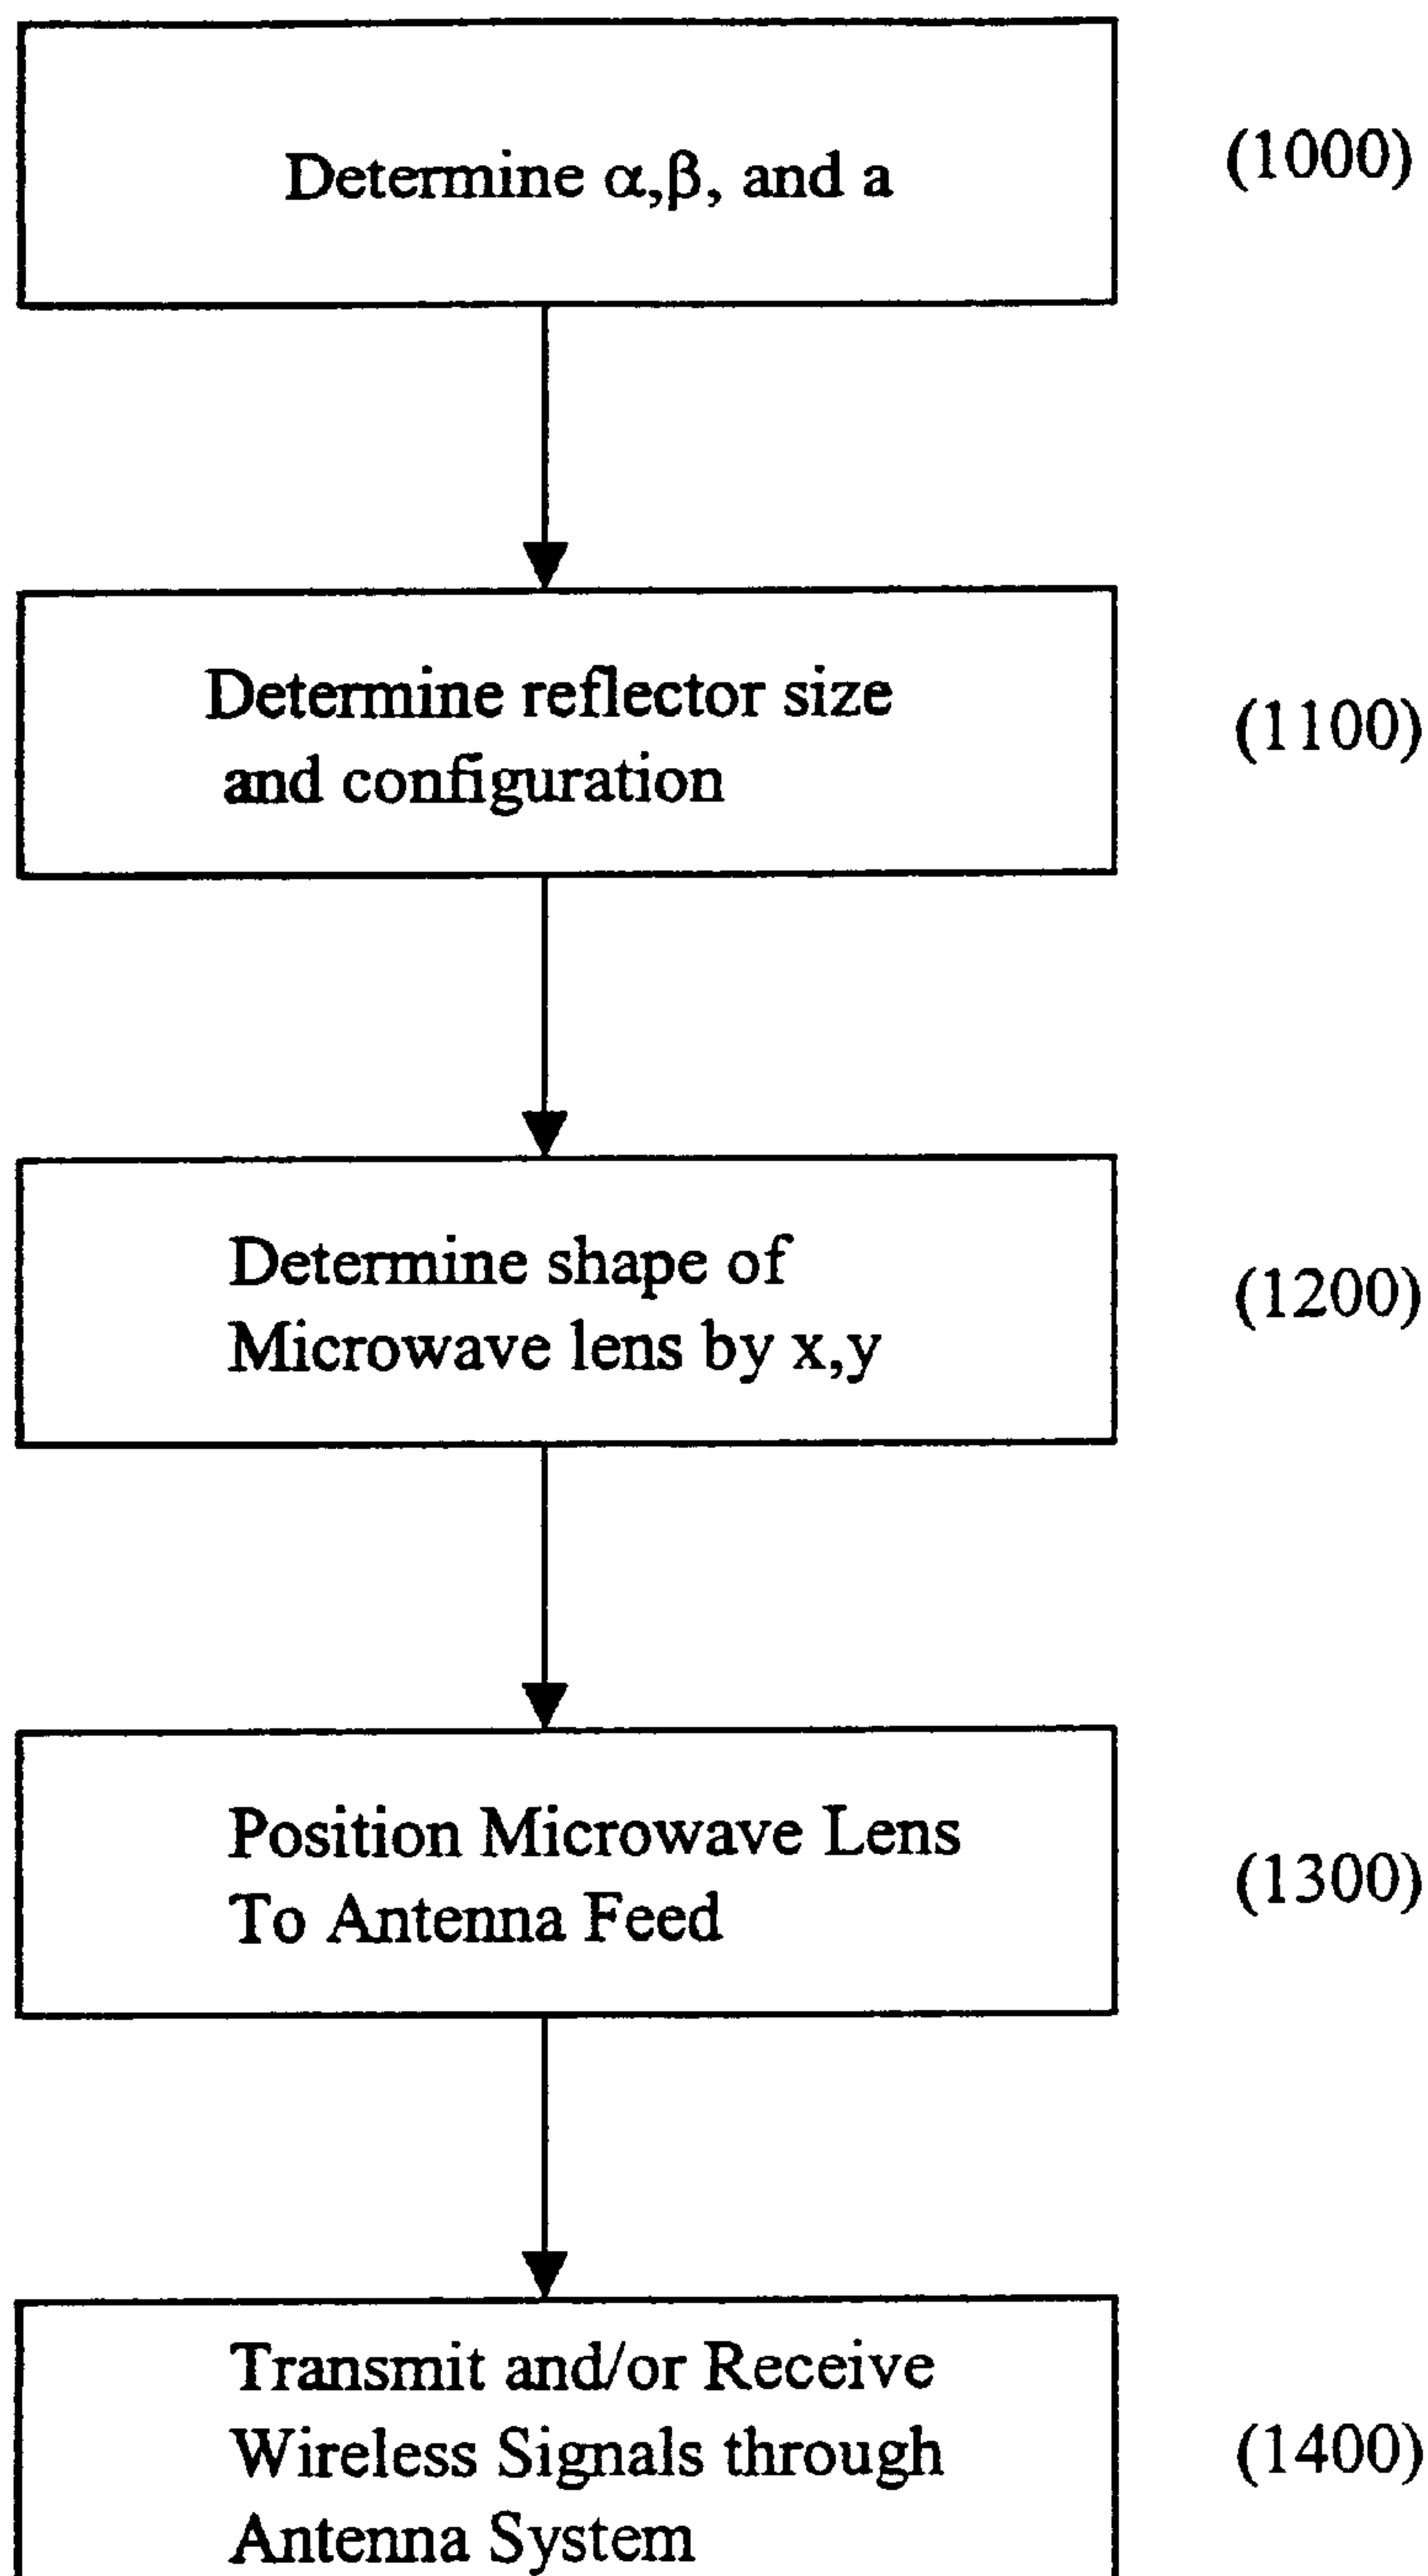 Determine α,β, and a
(1000)
Determine reflector size
and configuration
(1100)
Determine shape of
Microwave lens by x,y
(1200)
Position Microwave Lens
To Antenna Feed
(1300)
Transmit and/or Receive
Wireless Signals through
Antenna System
(1400)